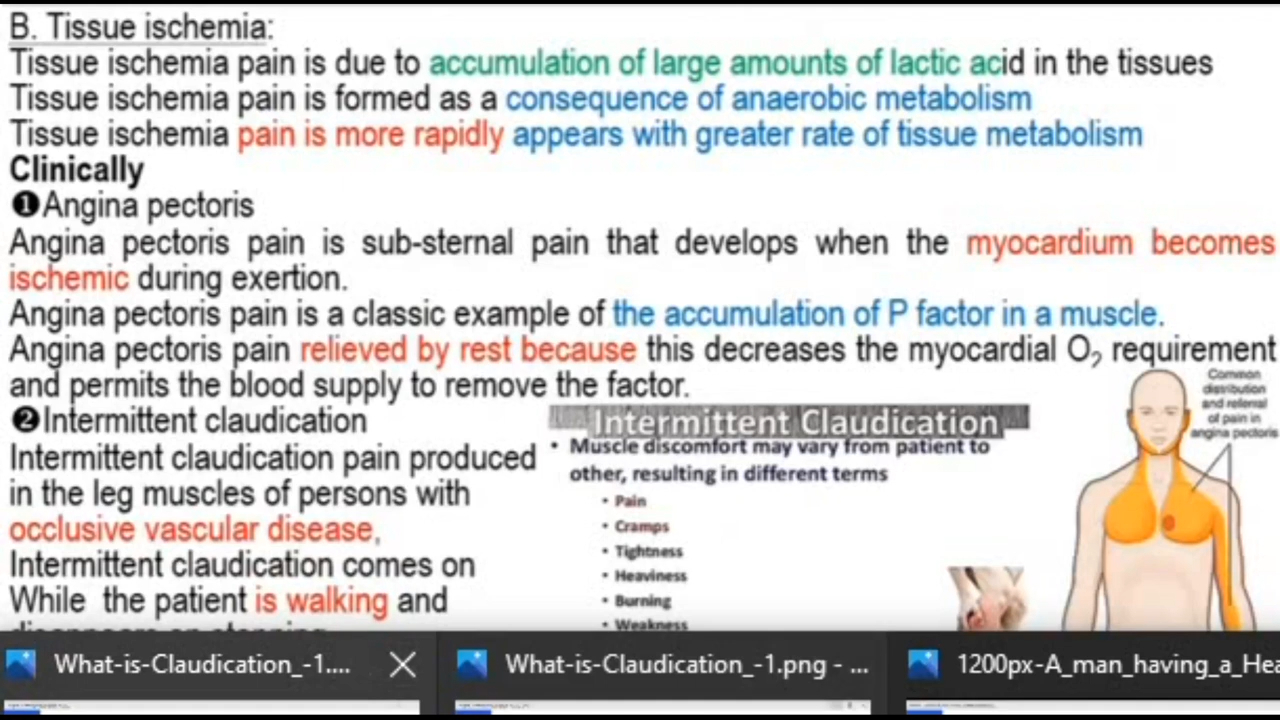 B. Tissue ischemia:
Tissue ischemia pain is due to accumulation of large amounts of lactic acid in the tissues
Tissue ischemia pain is formed as a consequence of anaerobic metabolism
Tissue ischemia pain is more rapidly appears with greater rate of tissue metabolism
Clinically
❶Angina pectoris
Angina pectoris pain is sub-sternal pain that develops when the myocardium becomes
ischemic during exertion.
Angina pectoris pain is a classic example of the accumulation of P factor in a muscle.
Angina pectoris pain relieved by rest because this decreases the myocardial O₂ requirement
and permits the blood supply to remove the factor.
❷Intermittent claudication
Intermittent claudication pain produced
in the leg muscles of persons with
occlusive vascular disease,
Intermittent claudication comes on
While the patient is walking and
disappears on stopping
Intermittent Claudication
• Muscle discomfort may vary from patient to
other, resulting in different terms
• Pain
• Cramps
• Tightness
• Heaviness
• Burning
• Weakness
Common
distribution
and referral
of pain in
angina pectoris
What-is-Claudication_-1....
What-is-Claudication_-1.png - ...
1200px-A_man_having_a_Hea